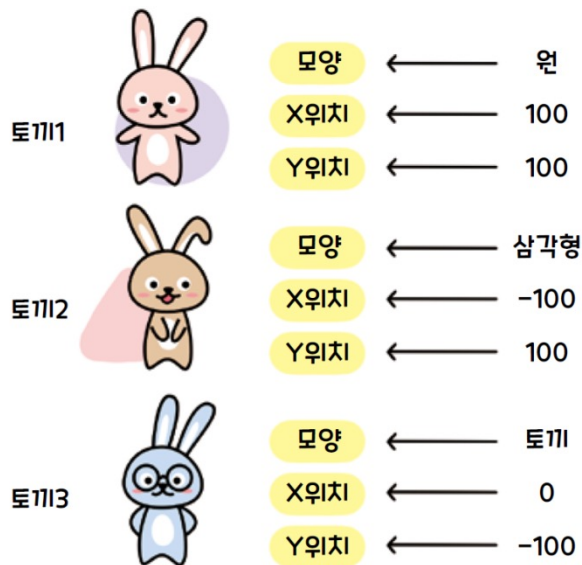 모양 ← 원
토끼1 X위치 ← 100
Y위치 ← 100
모양 ← 삼각형
토끼2 X위치 ← -100
Y위치 ← 100
모양 ← 토끼
토끼3 X위치 ← 0
Y위치 ← -100